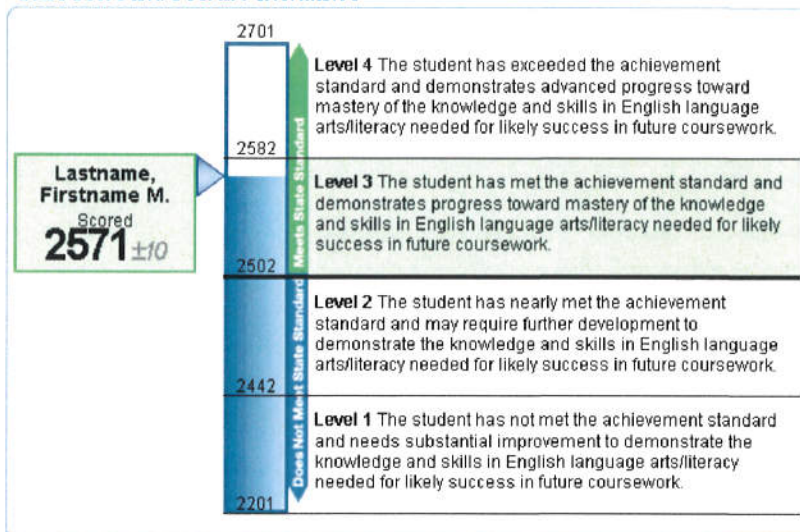 2701
Level 4 The student has exceeded the achievement
standard and demonstrates advanced progress toward
mastery of the knowledge and skills in English language
arts/literacy needed for likely success in future coursework.
2582
Lastname,
Firstname M.
Scored
2571 ±10
Level 3 The student has met the achievement standard and
demonstrates progress toward mastery of the knowledge
and skills in English language arts/literacy needed for likely
success in future coursework.
Meets State Standard
2502
Level 2 The student has nearly met the achievement
standard and may require further development to
demonstrate the knowledge and skills in English language
arts/literacy needed for likely success in future coursework.
Does Not Meet State Standard
2442
Level 1 The student has not met the achievement standard
and needs substantial improvement to demonstrate the
knowledge and skills in English language arts/literacy
needed for likely success in future coursework.
2201